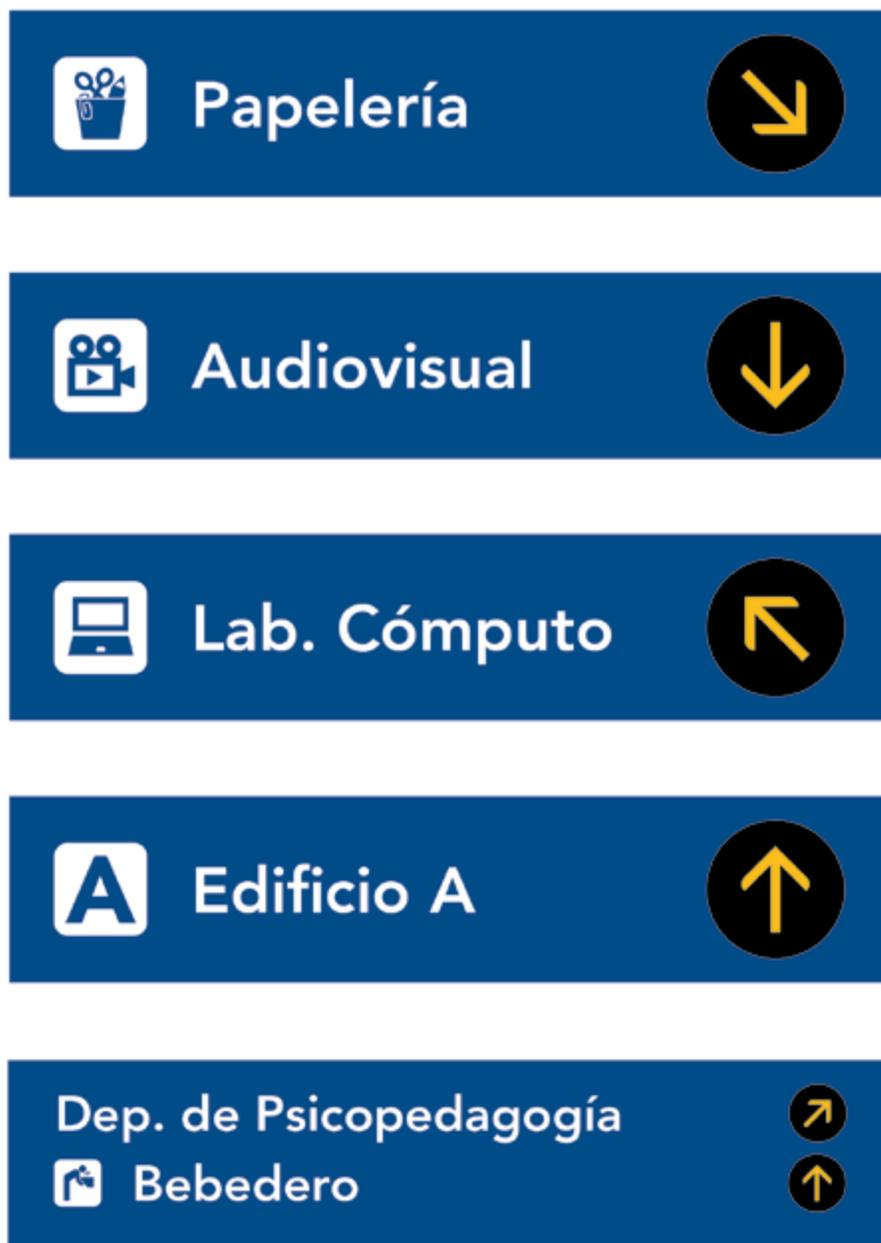 Papelería
Audiovisual
Lab. Cómputo
A Edificio A
Dep. de Psicopedagogía
Bebedero